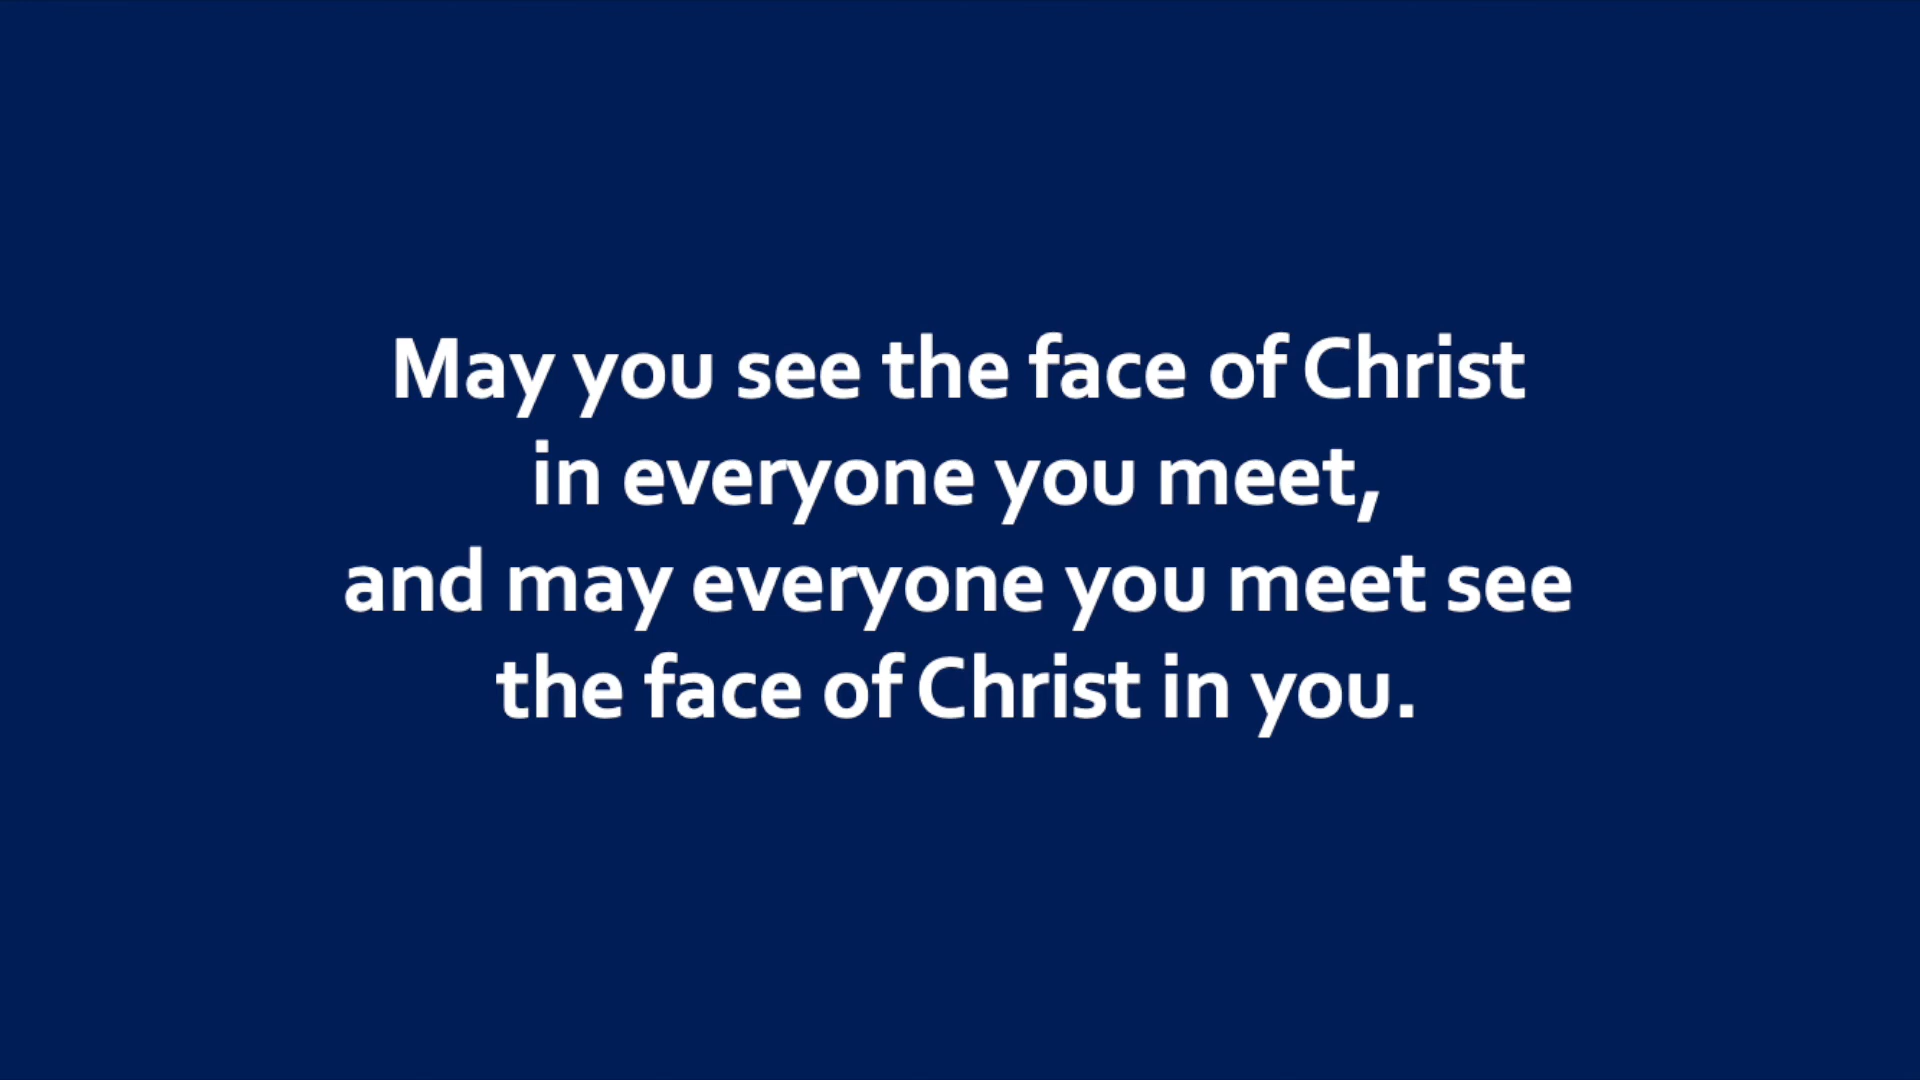 May you see the face of Christ
in everyone you meet,
and may everyone you meet see
the face of Christ in you.